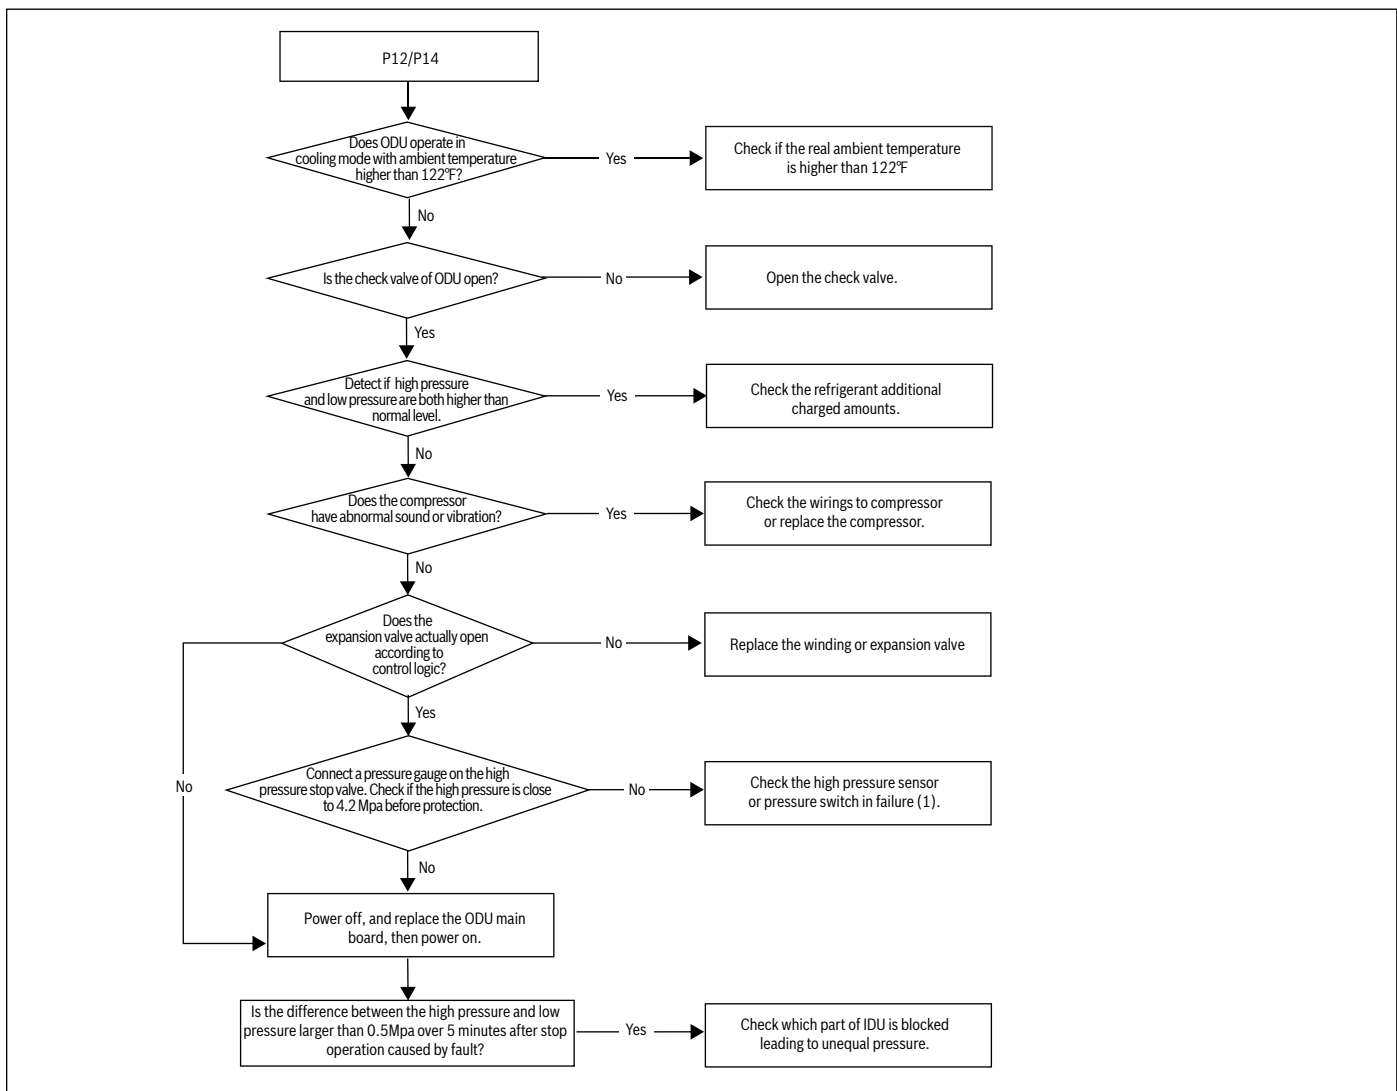 P12/P14
Does ODU operate in
cooling mode with ambient temperature
higher than 122°F?
Yes
Check if the real ambient temperature
is higher than 122°F
No
Is the check valve of ODU open?
No
Open the check valve.
Yes
Detect if high pressure
and low pressure are both higher than
normal level.
Yes
Check the refrigerant additional
charged amounts.
No
Does the compressor
have abnormal sound or vibration?
Yes
Check the wirings to compressor
or replace the compressor.
No
Does the
expansion valve actually open
according to
control logic?
No
Replace the winding or expansion valve
Yes
No
Connect a pressure gauge on the high
pressure stop valve. Check if the high pressure is close
to 4.2 Mpa before protection.
No
Check the high pressure sensor
or pressure switch in failure (1).
No
Power off, and replace the ODU main
board, then power on.
Is the difference between the high pressure and low
pressure larger than 0.5Mpa over 5 minutes after stop
operation caused by fault?
Yes
Check which part of IDU is blocked
leading to unequal pressure.